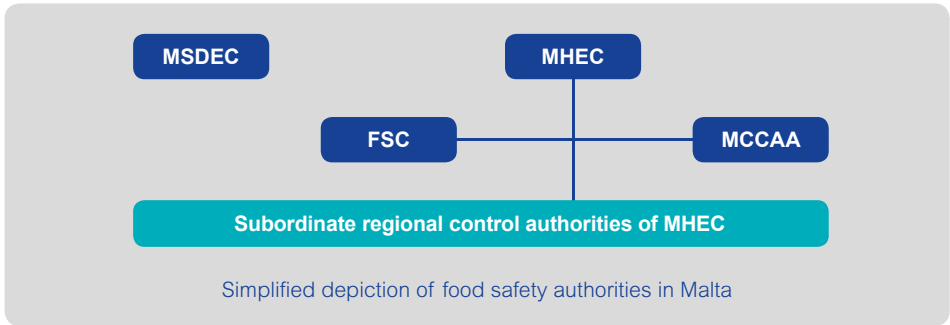 MSDEC
MHEC
FSC
MCCAA
Subordinate regional control authorities of MHEC
Simplified depiction of food safety authorities in Malta